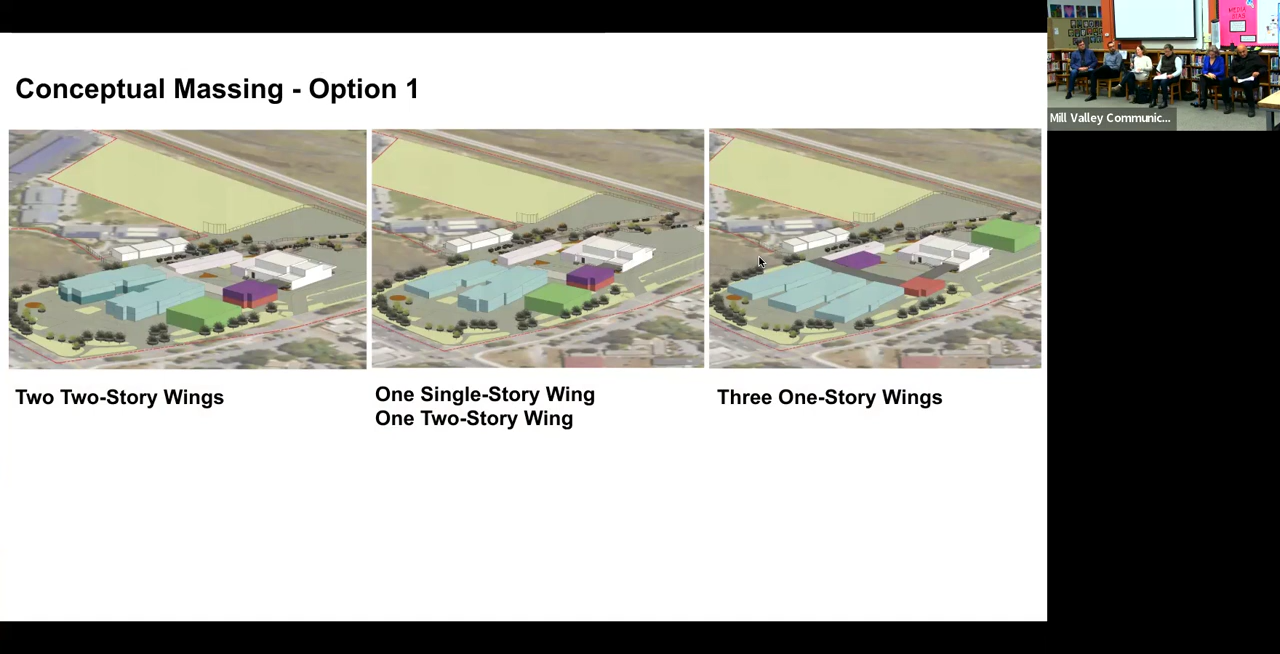 Conceptual Massing - Option 1
Two Two-Story Wings
One Single-Story Wing
One Two-Story Wing
Three One-Story Wings
MEDIA
Mill Valley Communic...